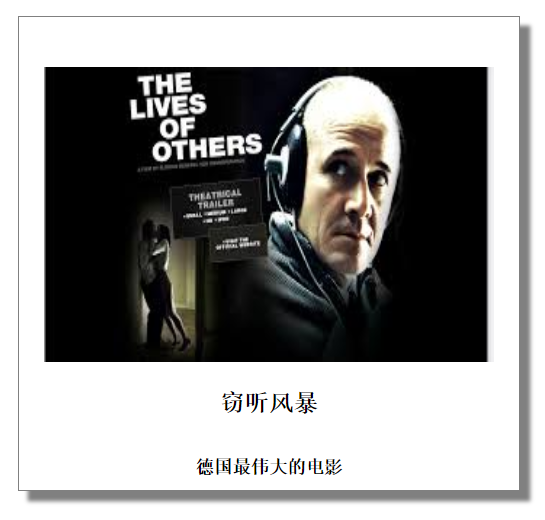 THE
LIVES
OF
OTHERS
THEATRICAL
TRAILER
窃听风暴
德国最伟大的电影